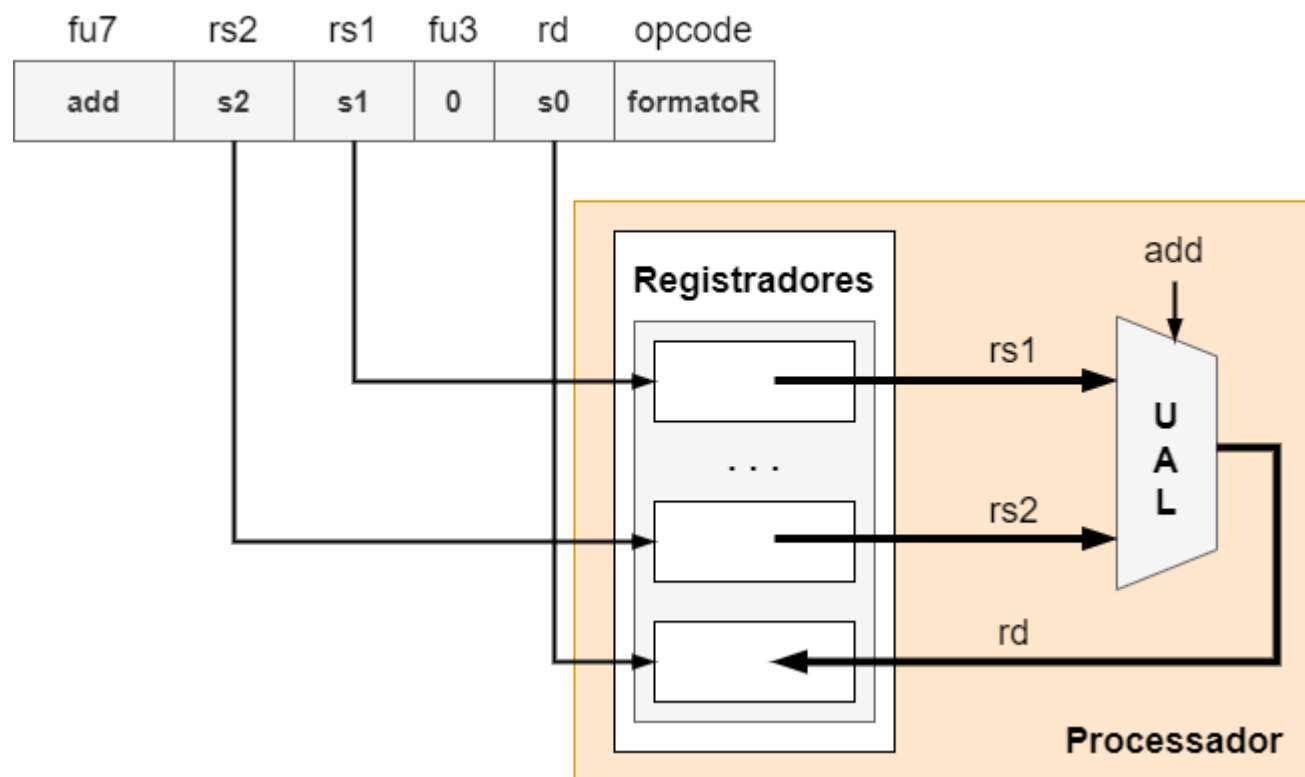 fu7 rs2 rs1 fu3 rd opcode
add s2 s1 0 s0 formatoR
add
Registradores
rs1
U
A
L
. . .
rs2
rd
Processador